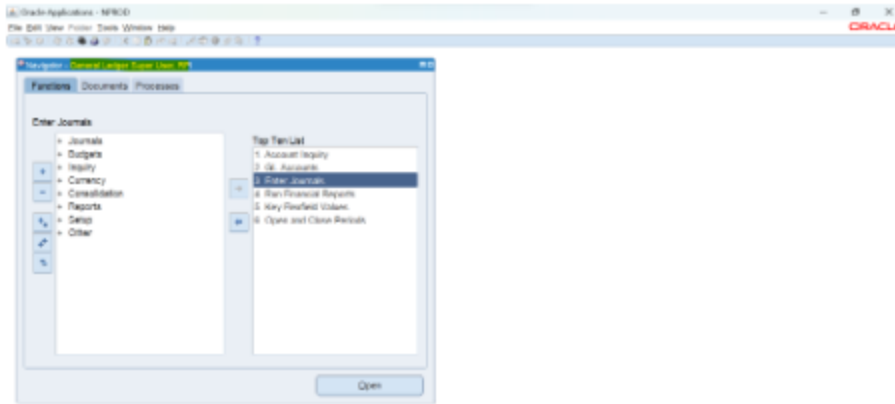 Oracle Applications - NPROD
File Edit View Folder Tools Window Help
ORACLE
Navigator - General Ledger Super User,
Functions Documents Processes
Enter Journals
Journals
Budgets
Inquiry
Currency
Consolidation
Reports
Setup
Other
Top Ten List
1. Account Inquiry
2. GL Accounts
3. Enter Journals
4. Run Financial Reports
5. Key Flexfield Values
6. Open and Close Periods
Open